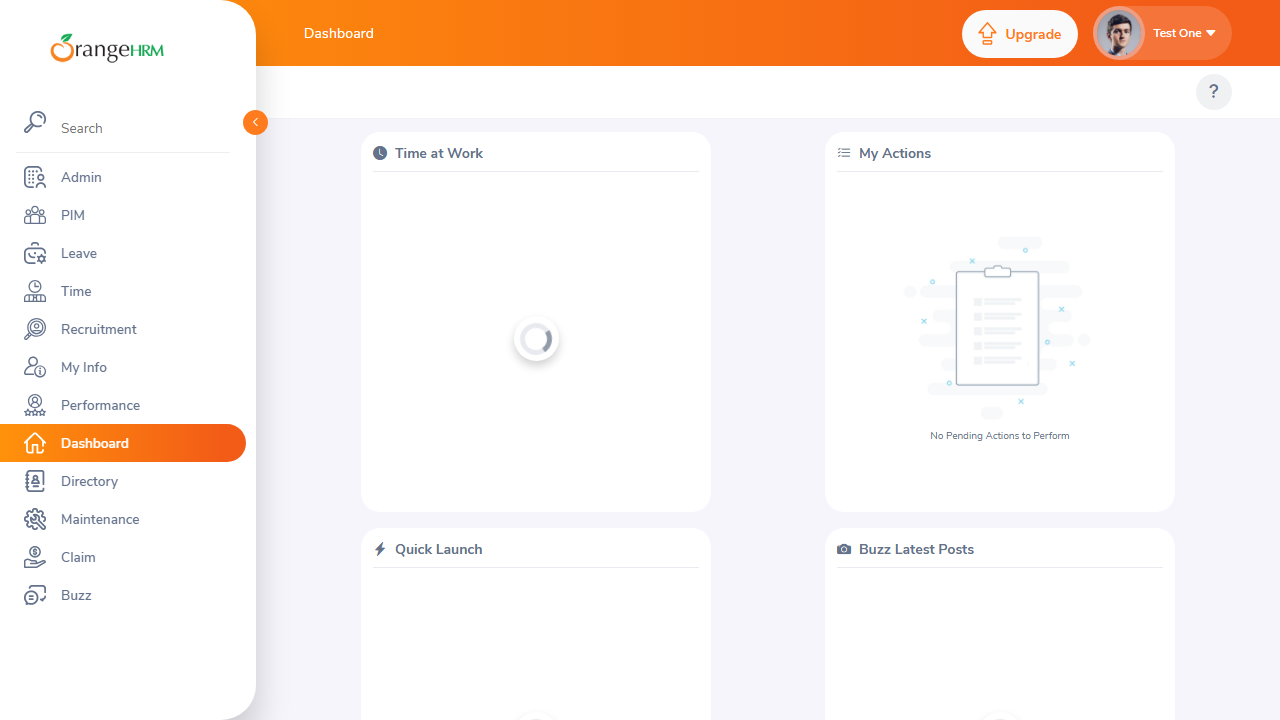 OrangeHRM
Dashboard
Upgrade
Test One
Search
?
Admin
PIM
Leave
Time
Recruitment
My Info
Performance
Dashboard
Directory
Maintenance
Claim
Buzz
Time at Work
My Actions
No Pending Actions to Perform
Quick Launch
Buzz Latest Posts